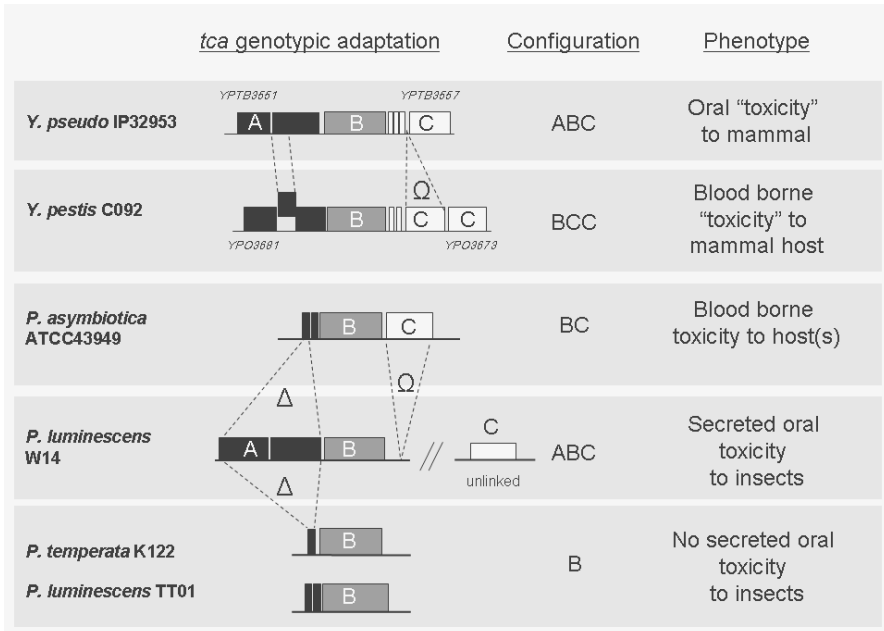 tca genotypic adaptation Configuration Phenotype
YPTB3551 YPTB3557
Y. pseudo IP32953 A B C ABC Oral “toxicity”
to mammal
Ω
Y. pestis C092 B C C BCC Blood borne
“toxicity” to
mammal host
YPO3681 YPO3673
P. asymbiotica
ATCC43949 B C BC Blood borne
toxicity to host(s)
Δ Ω
P. luminescens
W14 A B // C ABC Secreted oral
toxicity
to insects
unlinked
Δ
P. temperata K122 B
P. luminescens TT01 B
B No secreted oral
toxicity
to insects